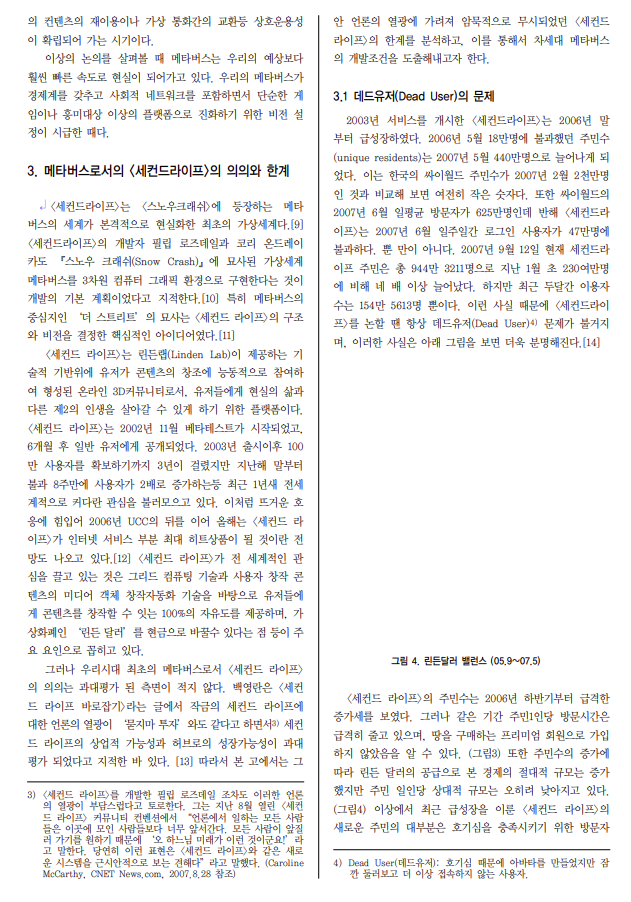 의 컨텐츠의 재이용이나 가상 통화간의 교환등 상호운용성
이 확립되어 가는 시기이다.
이상의 논의를 살펴볼 때 메타버스는 우리의 예상보다
훨씬 빠른 속도로 현실이 되어가고 있다. 우리의 메타버스가
경제계를 갖추고 사회적 네트워크를 포함하면서 단순한 게
임이나 흥미대상 이상의 플랫폼으로 진화하기 위한 비전 설
정이 시급한 때다.
3. 메타버스로서의 <세컨드라이프>의 의의와 한계
<세컨드라이프>는 <스노우크래쉬>에 등장하는 메타
버스의 세계가 본격적으로 현실화한 최초의 가상세계다.[9]
<세컨드라이프>의 개발자 필립 로즈데일과 코리 온드레이
카도 『스노우 크래쉬(Snow Crash)』에 묘사된 가상세계
메타버스를 3차원 컴퓨터 그래픽 환경으로 구현한다는 것이
개발의 기본 계획이었다고 지적한다.[10] 특히 메타버스의
중심지인 ‘더 스트리트’의 묘사는 <세컨드 라이프>의 구조
와 비전을 결정한 핵심적인 아이디어였다.[11]
<세컨드 라이프>는 린든랩(Linden Lab)이 제공하는 기
술적 기반위에 유저가 콘텐츠의 창조에 능동적으로 참여하
여 형성된 온라인 3D커뮤니티로서, 유저들에게 현실의 삶과
다른 제2의 인생을 살아갈 수 있게 하기 위한 플랫폼이다.
<세컨드 라이프>는 2002년 11월 베타테스트가 시작되었고,
6개월 후 일반 유저에게 공개되었다. 2003년 출시이후 100
만 사용자를 확보하기까지 3년이 걸렸지만 지난해 말부터
불과 8주만에 사용자가 2배로 증가하는등 최근 1년새 전세
계적으로 커다란 관심을 불러모으고 있다. 이처럼 뜨거운 호
응에 힘입어 2006년 UCC의 뒤를 이어 올해는 <세컨드 라
이프>가 인터넷 서비스 부분 최대 히트상품이 될 것이란 전
망도 나오고 있다.[12] <세컨드 라이프>가 전 세계적인 관
심을 끌고 있는 것은 그리드 컴퓨팅 기술과 사용자 창작 콘
텐츠의 미디어 객체 창작자동화 기술을 바탕으로 유저들에
게 콘텐츠를 창작할 수 잇는 100%의 자유도를 제공하며, 가
상화폐인 ‘린든 달러’를 현금으로 바꿀수 있다는 점 등이 주
요 요인으로 꼽히고 있다.
그러나 우리시대 최초의 메타버스로서 <세컨드 라이프>
의 의의는 과대평가 된 측면이 적지 않다. 백영란은 <세컨
드 라이프 바로잡기>라는 글에서 작금의 세컨드 라이프에
대한 언론의 열광이 ‘묻지마 투자’와도 같다고 하면서3) 세컨
드 라이프의 상업적 가능성과 허브로의 성장가능성이 과대
평가 되었다고 지적한 바 있다. [13] 따라서 본 고에서는 그
3) <세컨드 라이프>를 개발한 필립 로즈데일 조차도 이러한 언론
의 열광이 부담스럽다고 토로한다. 그는 지난 8월 열린 <세컨
드 라이프> 커뮤니티 컨벤션에서 “언론에서 일하는 모든 사람
들은 이곳에 모인 사람들보다 너무 앞서간다. 모든 사람이 앞질
러 가기를 원하기 때문에 ‘오 하느님 미래가 이런 것이군요!’라
고 말한다. 당연히 이런 표현은 <세컨드 라이프>와 같은 새로
운 시스템을 근시안적으로 보는 견해다”라고 말했다. (Caroline
McCarthy, CNET News.com, 2007.8.28 참조)
안 언론의 열광에 가려져 암묵적으로 무시되었던 <세컨드
라이프>의 한계를 분석하고, 이를 통해서 차세대 메타버스
의 개발조건을 도출해내고자 한다.
3.1 데드유저(Dead User)의 문제
2003년 서비스를 개시한 <세컨드라이프>는 2006년 말
부터 급성장하였다. 2006년 5월 18만명에 불과했던 주민수
(unique residents)는 2007년 5월 440만명으로 늘어나게 되
었다. 이는 한국의 싸이월드 주민수가 2007년 2월 2천만명
인 것과 비교해 보면 여전히 작은 숫자다. 또한 싸이월드의
2007년 6월 일평균 방문자가 625만명인데 반해 <세컨드라
이프>는 2007년 6월 일주일간 로그인 사용자가 47만명에
불과하다. 뿐 만이 아니다. 2007년 9월 12일 현재 세컨드라
이프 주민은 총 944만 3211명으로 지난 1월 초 230여만명
에 비해 네 배 이상 늘어났다. 하지만 최근 두달간 이용자
수는 154만 5613명 뿐이다. 이런 사실 때문에 <세컨드라이
프>를 논할 땐 항상 데드유저(Dead User)4) 문제가 불거지
며, 이러한 사실은 아래 그림을 보면 더욱 분명해진다.[14]
그림 4. 린든달러 밸런스 (05.9~07.5)
<세컨드 라이프>의 주민수는 2006년 하반기부터 급격한
증가세를 보였다. 그러나 같은 기간 주민1인당 방문시간은
급격히 줄고 있으며, 땅을 구매하는 프리미엄 회원으로 가입
하지 않았음을 알 수 있다. (그림3) 또한 주민수의 증가에
따라 린든 달러의 공급으로 본 경제의 절대적 규모는 증가
했지만 주민 일인당 상대적 규모는 오히려 낮아지고 있다.
(그림4) 이상에서 최근 급성장을 이룬 <세컨드 라이프>의
새로운 주민의 대부분은 호기심을 충족시키기 위한 방문자
4) Dead User(데드유저): 호기심 때문에 아바타를 만들었지만 잠
깐 둘러보고 더 이상 접속하지 않는 사용자.